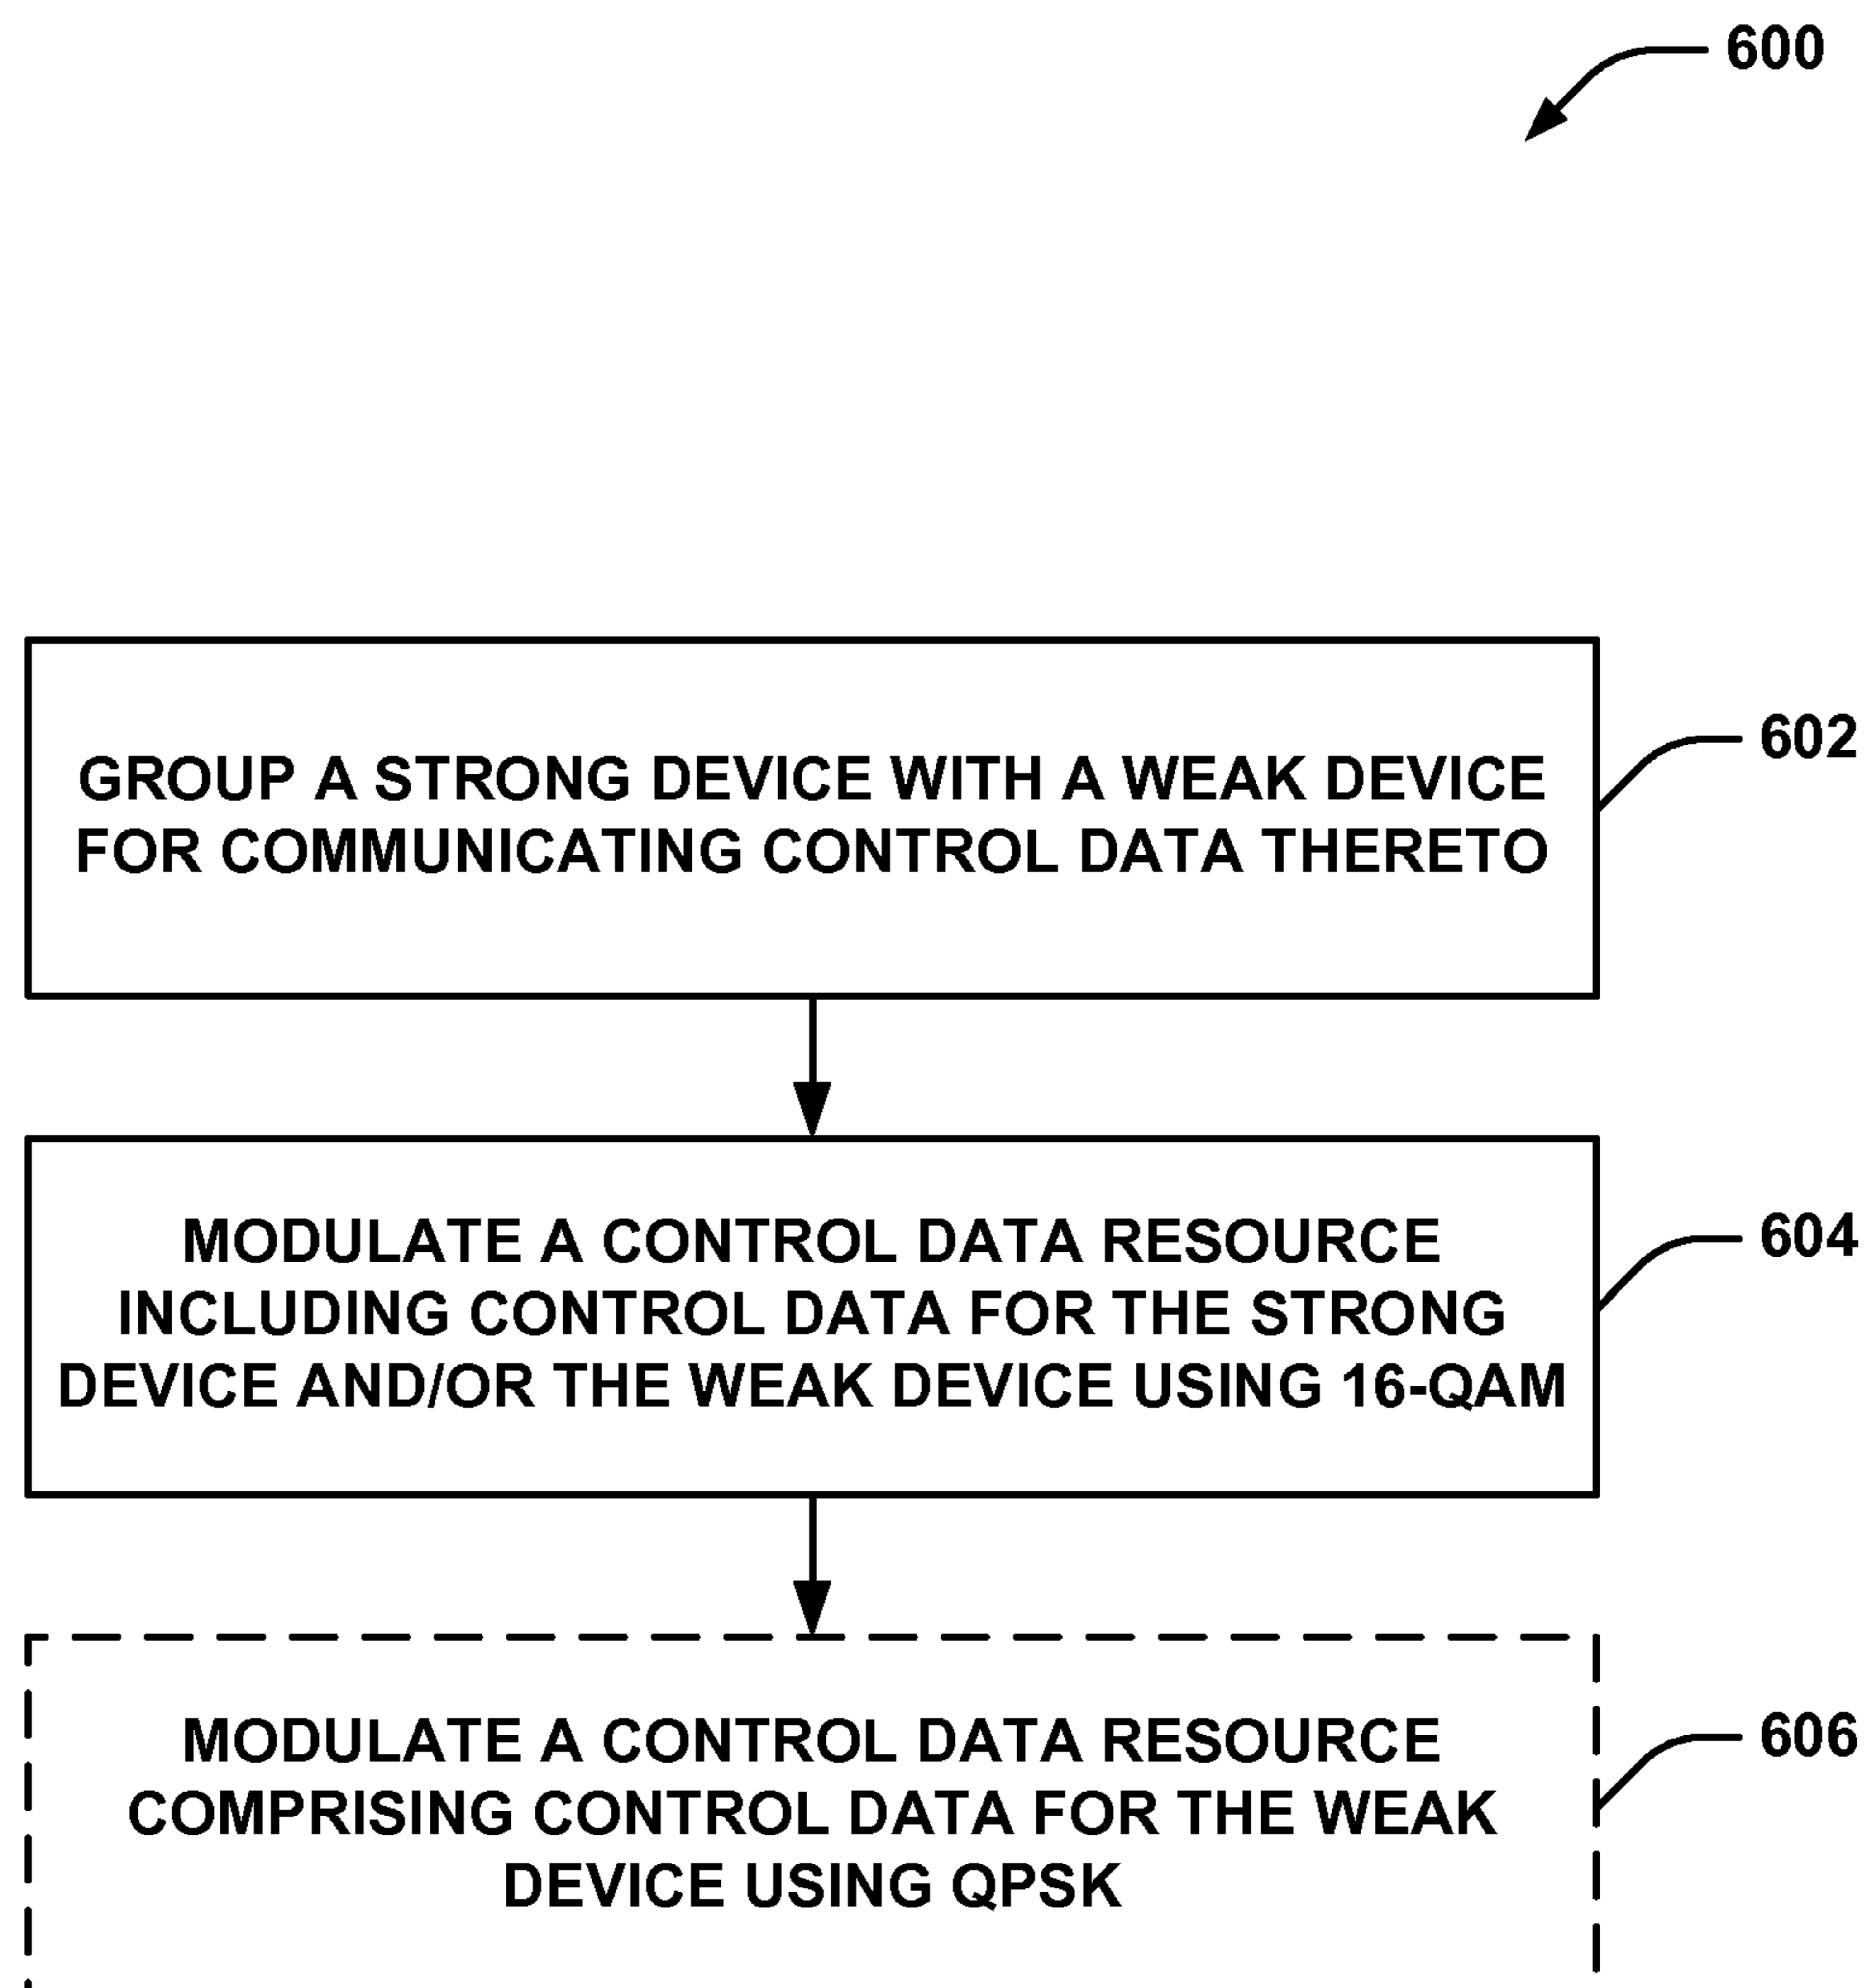 600
GROUP A STRONG DEVICE WITH A WEAK DEVICE
FOR COMMUNICATING CONTROL DATA THERETO
602
MODULATE A CONTROL DATA RESOURCE
INCLUDING CONTROL DATA FOR THE STRONG
DEVICE AND/OR THE WEAK DEVICE USING 16-QAM
604
MODULATE A CONTROL DATA RESOURCE
COMPRISING CONTROL DATA FOR THE WEAK
DEVICE USING QPSK
606